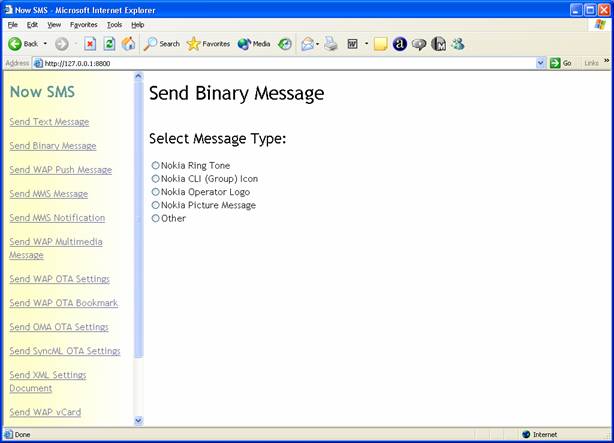 Now SMS - Microsoft Internet Explorer
File Edit View Favorites Tools Help
Back Search Favorites Media
Address http://127.0.0.1:8800 Go Links »
Now SMS
Send Text Message
Send Binary Message
Send WAP Push Message
Send MMS Message
Send MMS Notification
Send WAP Multimedia
Message
Send WAP OTA Settings
Send WAP OTA Bookmark
Send OMA OTA Settings
Send SyncML OTA Settings
Send XML Settings
Document
Send WAP vCard
Send Binary Message
Select Message Type:
Nokia Ring Tone
Nokia CLI (Group) Icon
Nokia Operator Logo
Nokia Picture Message
Other
Done Internet